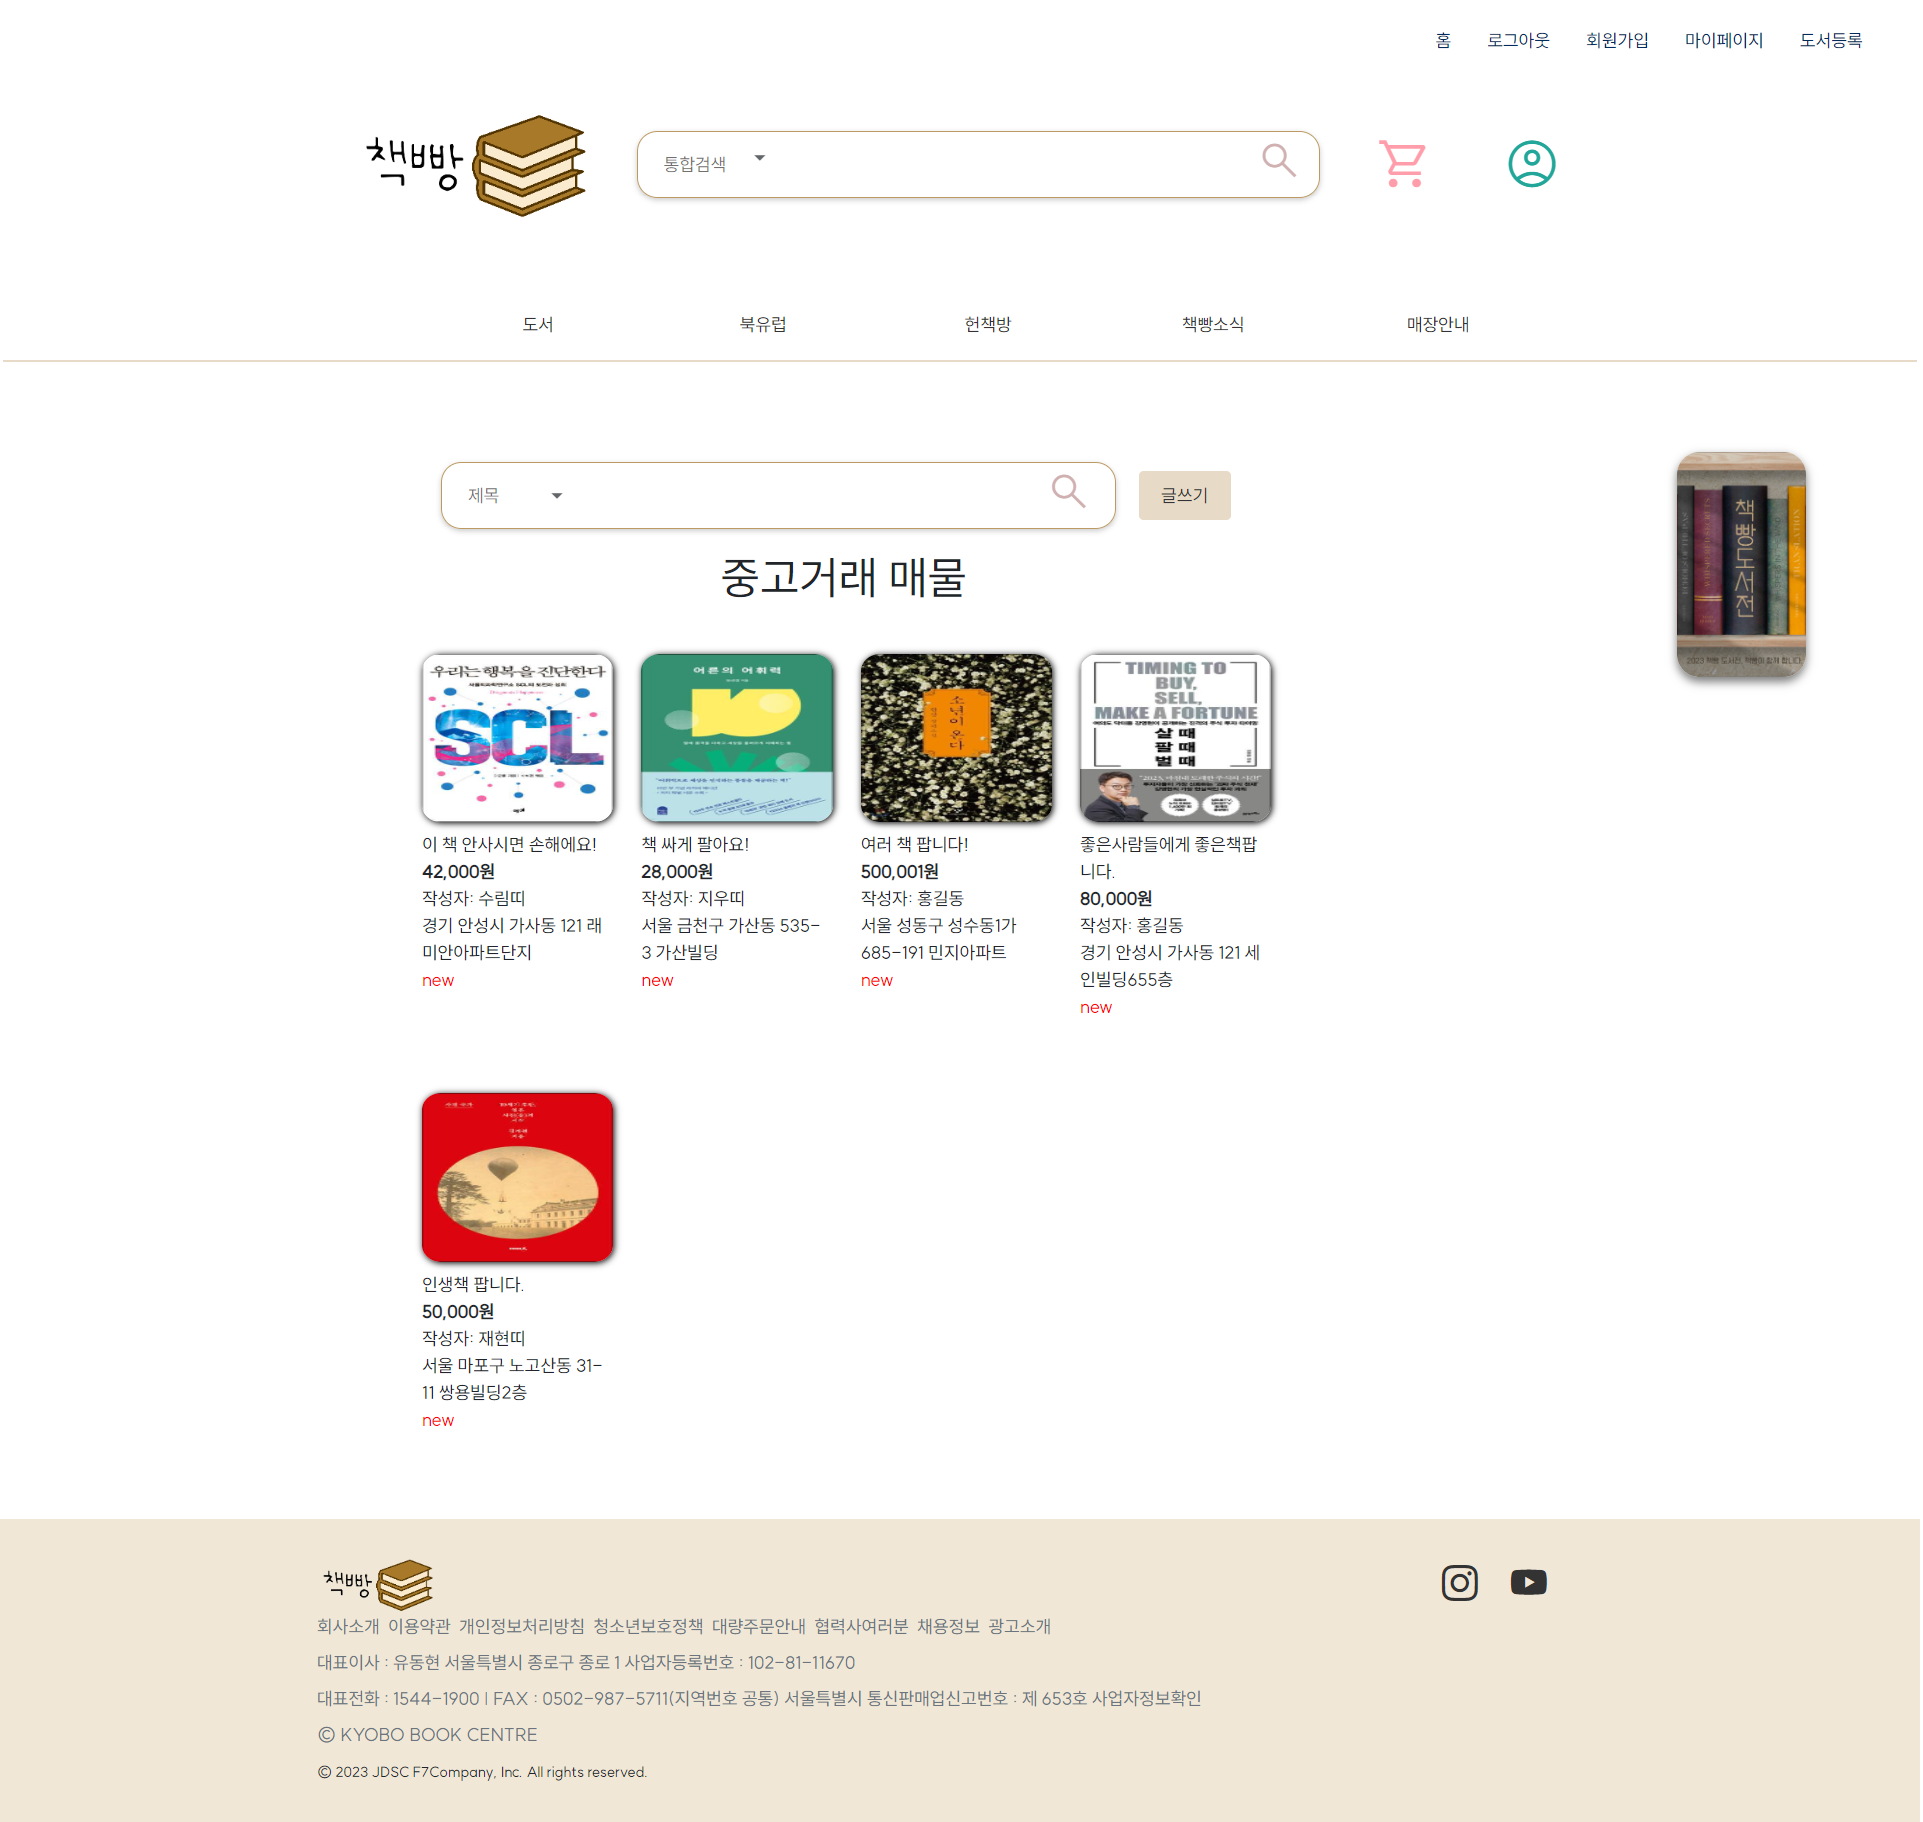 홈 로그아웃 회원가입 마이페이지 도서등록
책빵
통합검색
도서 북유럽 헌책방 책빵소식 매장안내
제목
글쓰기
책빵도서전
중고거래 매물
우리는 행복을 진단한다
SCL
이 책 안사시면 손해에요!
42,000원
작성자: 수림띠
경기 안성시 가사동 121 래
미안아파트단지
new
어른의 어휘력
책 싸게 팔아요!
28,000원
작성자: 지우띠
서울 금천구 가산동 535-
3 가산빌딩
new
소년이 온다
여러 책 팝니다!
500,001원
작성자: 홍길동
서울 성동구 성수동1가
685-191 민지아파트
new
TIMING TO
BUY,
SELL,
MAKE A FORTUNE
살 때
팔 때
벌 때
좋은사람들에게 좋은책팝
니다.
80,000원
작성자: 홍길동
경기 안성시 가사동 121 세
인빌딩655층
new
인생책 팝니다.
50,000원
작성자: 재현띠
서울 마포구 노고산동 31-
11 쌍용빌딩2층
new
책빵
회사소개 이용약관 개인정보처리방침 청소년보호정책 대량주문안내 협력사여러분 채용정보 광고소개
대표이사 : 유동현 서울특별시 종로구 종로 1 사업자등록번호 : 102-81-11670
대표전화 : 1544-1900 | FAX : 0502-987-5711(지역번호 공통) 서울특별시 통신판매업신고번호 : 제 653호 사업자정보확인
© KYOBO BOOK CENTRE
© 2023 JDSC F7Company, Inc. All rights reserved.